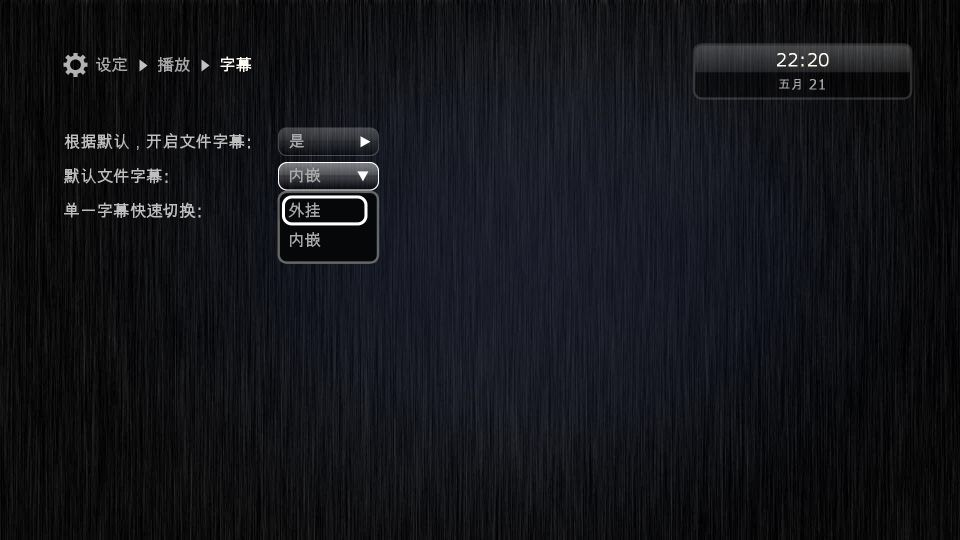 设定 播放 字幕
22:20
五月 21
根据默认，开启文件字幕： 是
默认文件字幕： 内嵌
单一字幕快速切换：
外挂
内嵌